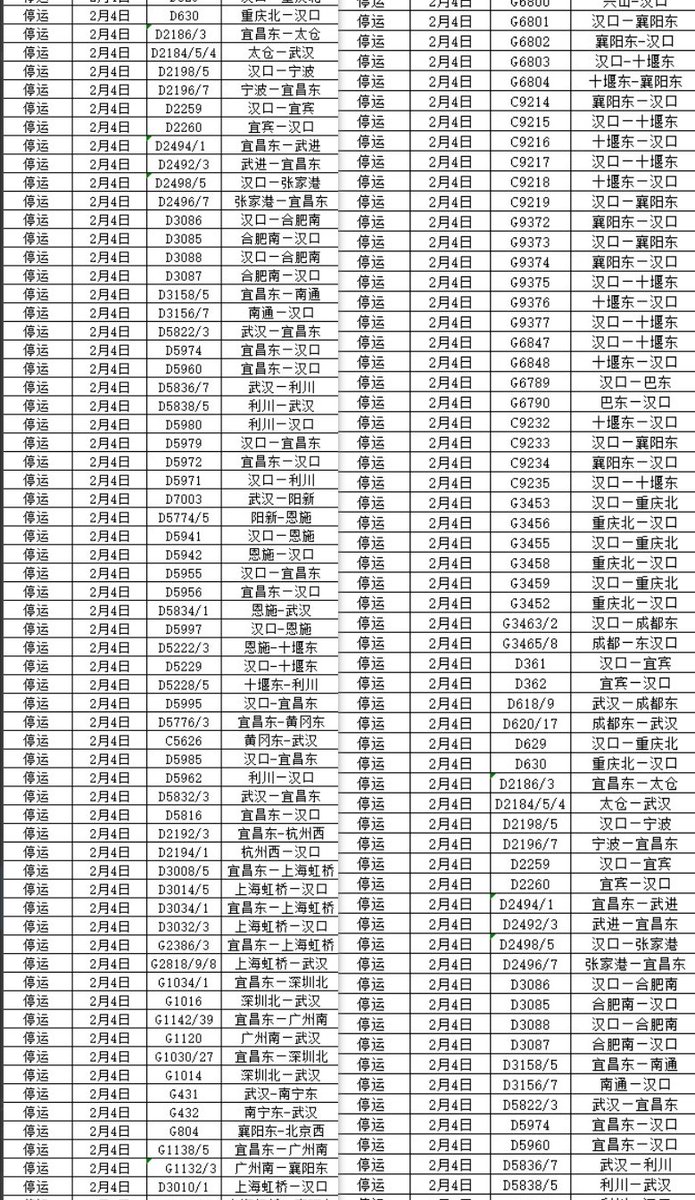 停运 2月4日 D630 重庆北－汉口
停运 2月4日 D2186/3 宜昌东－太仓
停运 2月4日 D2184/5/4 太仓－武汉
停运 2月4日 D2198/5 汉口－宁波
停运 2月4日 D2196/7 宁波－宜昌东
停运 2月4日 D2259 汉口－宜宾
停运 2月4日 D2260 宜宾－汉口
停运 2月4日 D2494/1 宜昌东－武进
停运 2月4日 D2492/3 武进－宜昌东
停运 2月4日 D2498/5 汉口－张家港
停运 2月4日 D2496/7 张家港－宜昌东
停运 2月4日 D3086 汉口－合肥南
停运 2月4日 D3085 合肥南－汉口
停运 2月4日 D3088 汉口－合肥南
停运 2月4日 D3087 合肥南－汉口
停运 2月4日 D3158/5 宜昌东－南通
停运 2月4日 D3156/7 南通－汉口
停运 2月4日 D5822/3 武汉－宜昌东
停运 2月4日 D5974 宜昌东－汉口
停运 2月4日 D5960 宜昌东－汉口
停运 2月4日 D5836/7 武汉－利川
停运 2月4日 D5838/5 利川－武汉
停运 2月4日 D5980 利川－汉口
停运 2月4日 D5979 汉口－宜昌东
停运 2月4日 D5972 宜昌东－汉口
停运 2月4日 D5971 汉口－利川
停运 2月4日 D7003 武汉－阳新
停运 2月4日 D5774/5 阳新-恩施
停运 2月4日 D5941 汉口－恩施
停运 2月4日 D5942 恩施－汉口
停运 2月4日 D5955 汉口－宜昌东
停运 2月4日 D5956 宜昌东－汉口
停运 2月4日 D5834/1 恩施-武汉
停运 2月4日 D5997 汉口-恩施
停运 2月4日 D5222/3 恩施-十堰东
停运 2月4日 D5229 汉口-十堰东
停运 2月4日 D5228/5 十堰东-利川
停运 2月4日 D5995 汉口-宜昌东
停运 2月4日 D5776/3 宜昌东-黄冈东
停运 2月4日 C5626 黄冈东-武汉
停运 2月4日 D5985 汉口-宜昌东
停运 2月4日 D5962 利川－汉口
停运 2月4日 D5832/3 武汉－宜昌东
停运 2月4日 D5816 宜昌东－汉口
停运 2月4日 D2192/3 宜昌东-杭州西
停运 2月4日 D2194/1 杭州西－汉口
停运 2月4日 D3008/5 宜昌东－上海虹桥
停运 2月4日 D3014/5 上海虹桥－汉口
停运 2月4日 D3034/1 宜昌东－上海虹桥
停运 2月4日 D3032/3 上海虹桥－汉口
停运 2月4日 G2386/3 宜昌东－上海虹桥
停运 2月4日 G2818/9/8 上海虹桥－武汉
停运 2月4日 G1034/1 宜昌东－深圳北
停运 2月4日 G1016 深圳北－武汉
停运 2月4日 G1142/39 宜昌东－广州南
停运 2月4日 G1120 广州南－武汉
停运 2月4日 G1030/27 宜昌东－深圳北
停运 2月4日 G1014 深圳北－武汉
停运 2月4日 G431 武汉-南宁东
停运 2月4日 G432 南宁东-武汉
停运 2月4日 G804 襄阳东-北京西
停运 2月4日 G1138/5 宜昌东－广州南
停运 2月4日 G1132/3 广州南－襄阳东
停运 2月4日 D3010/1 上海虹桥－汉口
停运 2月4日 G6800 兴山-汉口
停运 2月4日 G6801 汉口－襄阳东
停运 2月4日 G6802 襄阳东-汉口
停运 2月4日 G6803 汉口-十堰东
停运 2月4日 G6804 十堰东-襄阳东
停运 2月4日 C9214 襄阳东－汉口
停运 2月4日 C9215 汉口－十堰东
停运 2月4日 C9216 十堰东－汉口
停运 2月4日 C9217 汉口－十堰东
停运 2月4日 C9218 十堰东－汉口
停运 2月4日 C9219 汉口－襄阳东
停运 2月4日 G9372 襄阳东－汉口
停运 2月4日 G9373 汉口－襄阳东
停运 2月4日 G9374 襄阳东－汉口
停运 2月4日 G9375 汉口－十堰东
停运 2月4日 G9376 十堰东－汉口
停运 2月4日 G9377 汉口－十堰东
停运 2月4日 G6847 汉口－十堰东
停运 2月4日 G6848 十堰东－汉口
停运 2月4日 G6789 汉口－巴东
停运 2月4日 G6790 巴东－汉口
停运 2月4日 C9232 十堰东－汉口
停运 2月4日 C9233 汉口－襄阳东
停运 2月4日 C9234 襄阳东－汉口
停运 2月4日 C9235 汉口－十堰东
停运 2月4日 G3453 汉口－重庆北
停运 2月4日 G3456 重庆北－汉口
停运 2月4日 G3455 汉口－重庆北
停运 2月4日 G3458 重庆北－汉口
停运 2月4日 G3459 汉口－重庆北
停运 2月4日 G3452 重庆北－汉口
停运 2月4日 G3463/2 汉口－成都东
停运 2月4日 G3465/8 成都－东汉口
停运 2月4日 D361 汉口－宜宾
停运 2月4日 D362 宜宾－汉口
停运 2月4日 D618/9 武汉－成都东
停运 2月4日 D620/17 成都东－武汉
停运 2月4日 D629 汉口－重庆北
停运 2月4日 D630 重庆北－汉口
停运 2月4日 D2186/3 宜昌东－太仓
停运 2月4日 D2184/5/4 太仓－武汉
停运 2月4日 D2198/5 汉口－宁波
停运 2月4日 D2196/7 宁波－宜昌东
停运 2月4日 D2259 汉口－宜宾
停运 2月4日 D2260 宜宾－汉口
停运 2月4日 D2494/1 宜昌东－武进
停运 2月4日 D2492/3 武进－宜昌东
停运 2月4日 D2498/5 汉口－张家港
停运 2月4日 D2496/7 张家港－宜昌东
停运 2月4日 D3086 汉口－合肥南
停运 2月4日 D3085 合肥南－汉口
停运 2月4日 D3088 汉口－合肥南
停运 2月4日 D3087 合肥南－汉口
停运 2月4日 D3158/5 宜昌东－南通
停运 2月4日 D3156/7 南通－汉口
停运 2月4日 D5822/3 武汉－宜昌东
停运 2月4日 D5974 宜昌东－汉口
停运 2月4日 D5960 宜昌东－汉口
停运 2月4日 D5836/7 武汉－利川
停运 2月4日 D5838/5 利川－武汉